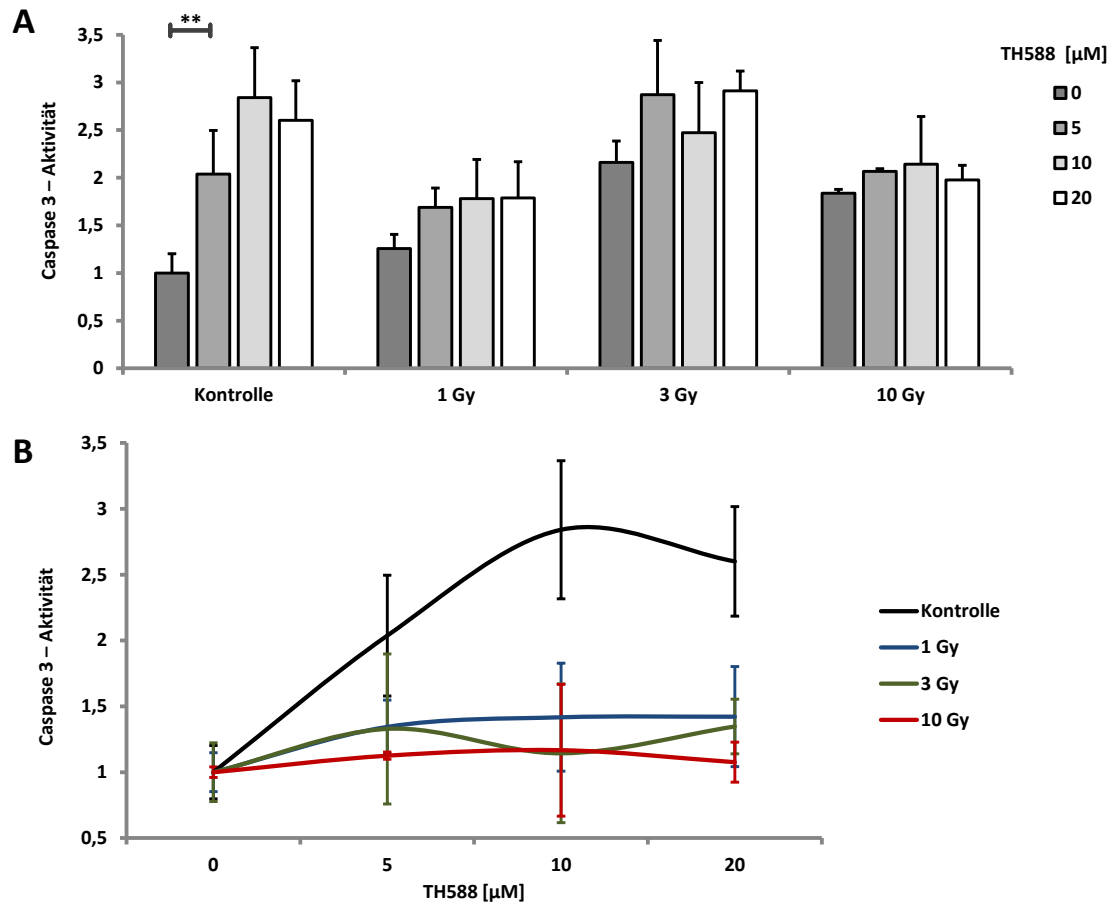 A
**
3,5
3
2,5
2
1,5
1
0,5
0
Caspase 3 – Aktivität
Kontrolle
1 Gy
3 Gy
10 Gy
TH588 [µM]
0
5
10
20
B
3,5
3
2,5
2
1,5
1
0,5
Caspase 3 – Aktivität
0
5
10
20
TH588 [µM]
Kontrolle
1 Gy
3 Gy
10 Gy